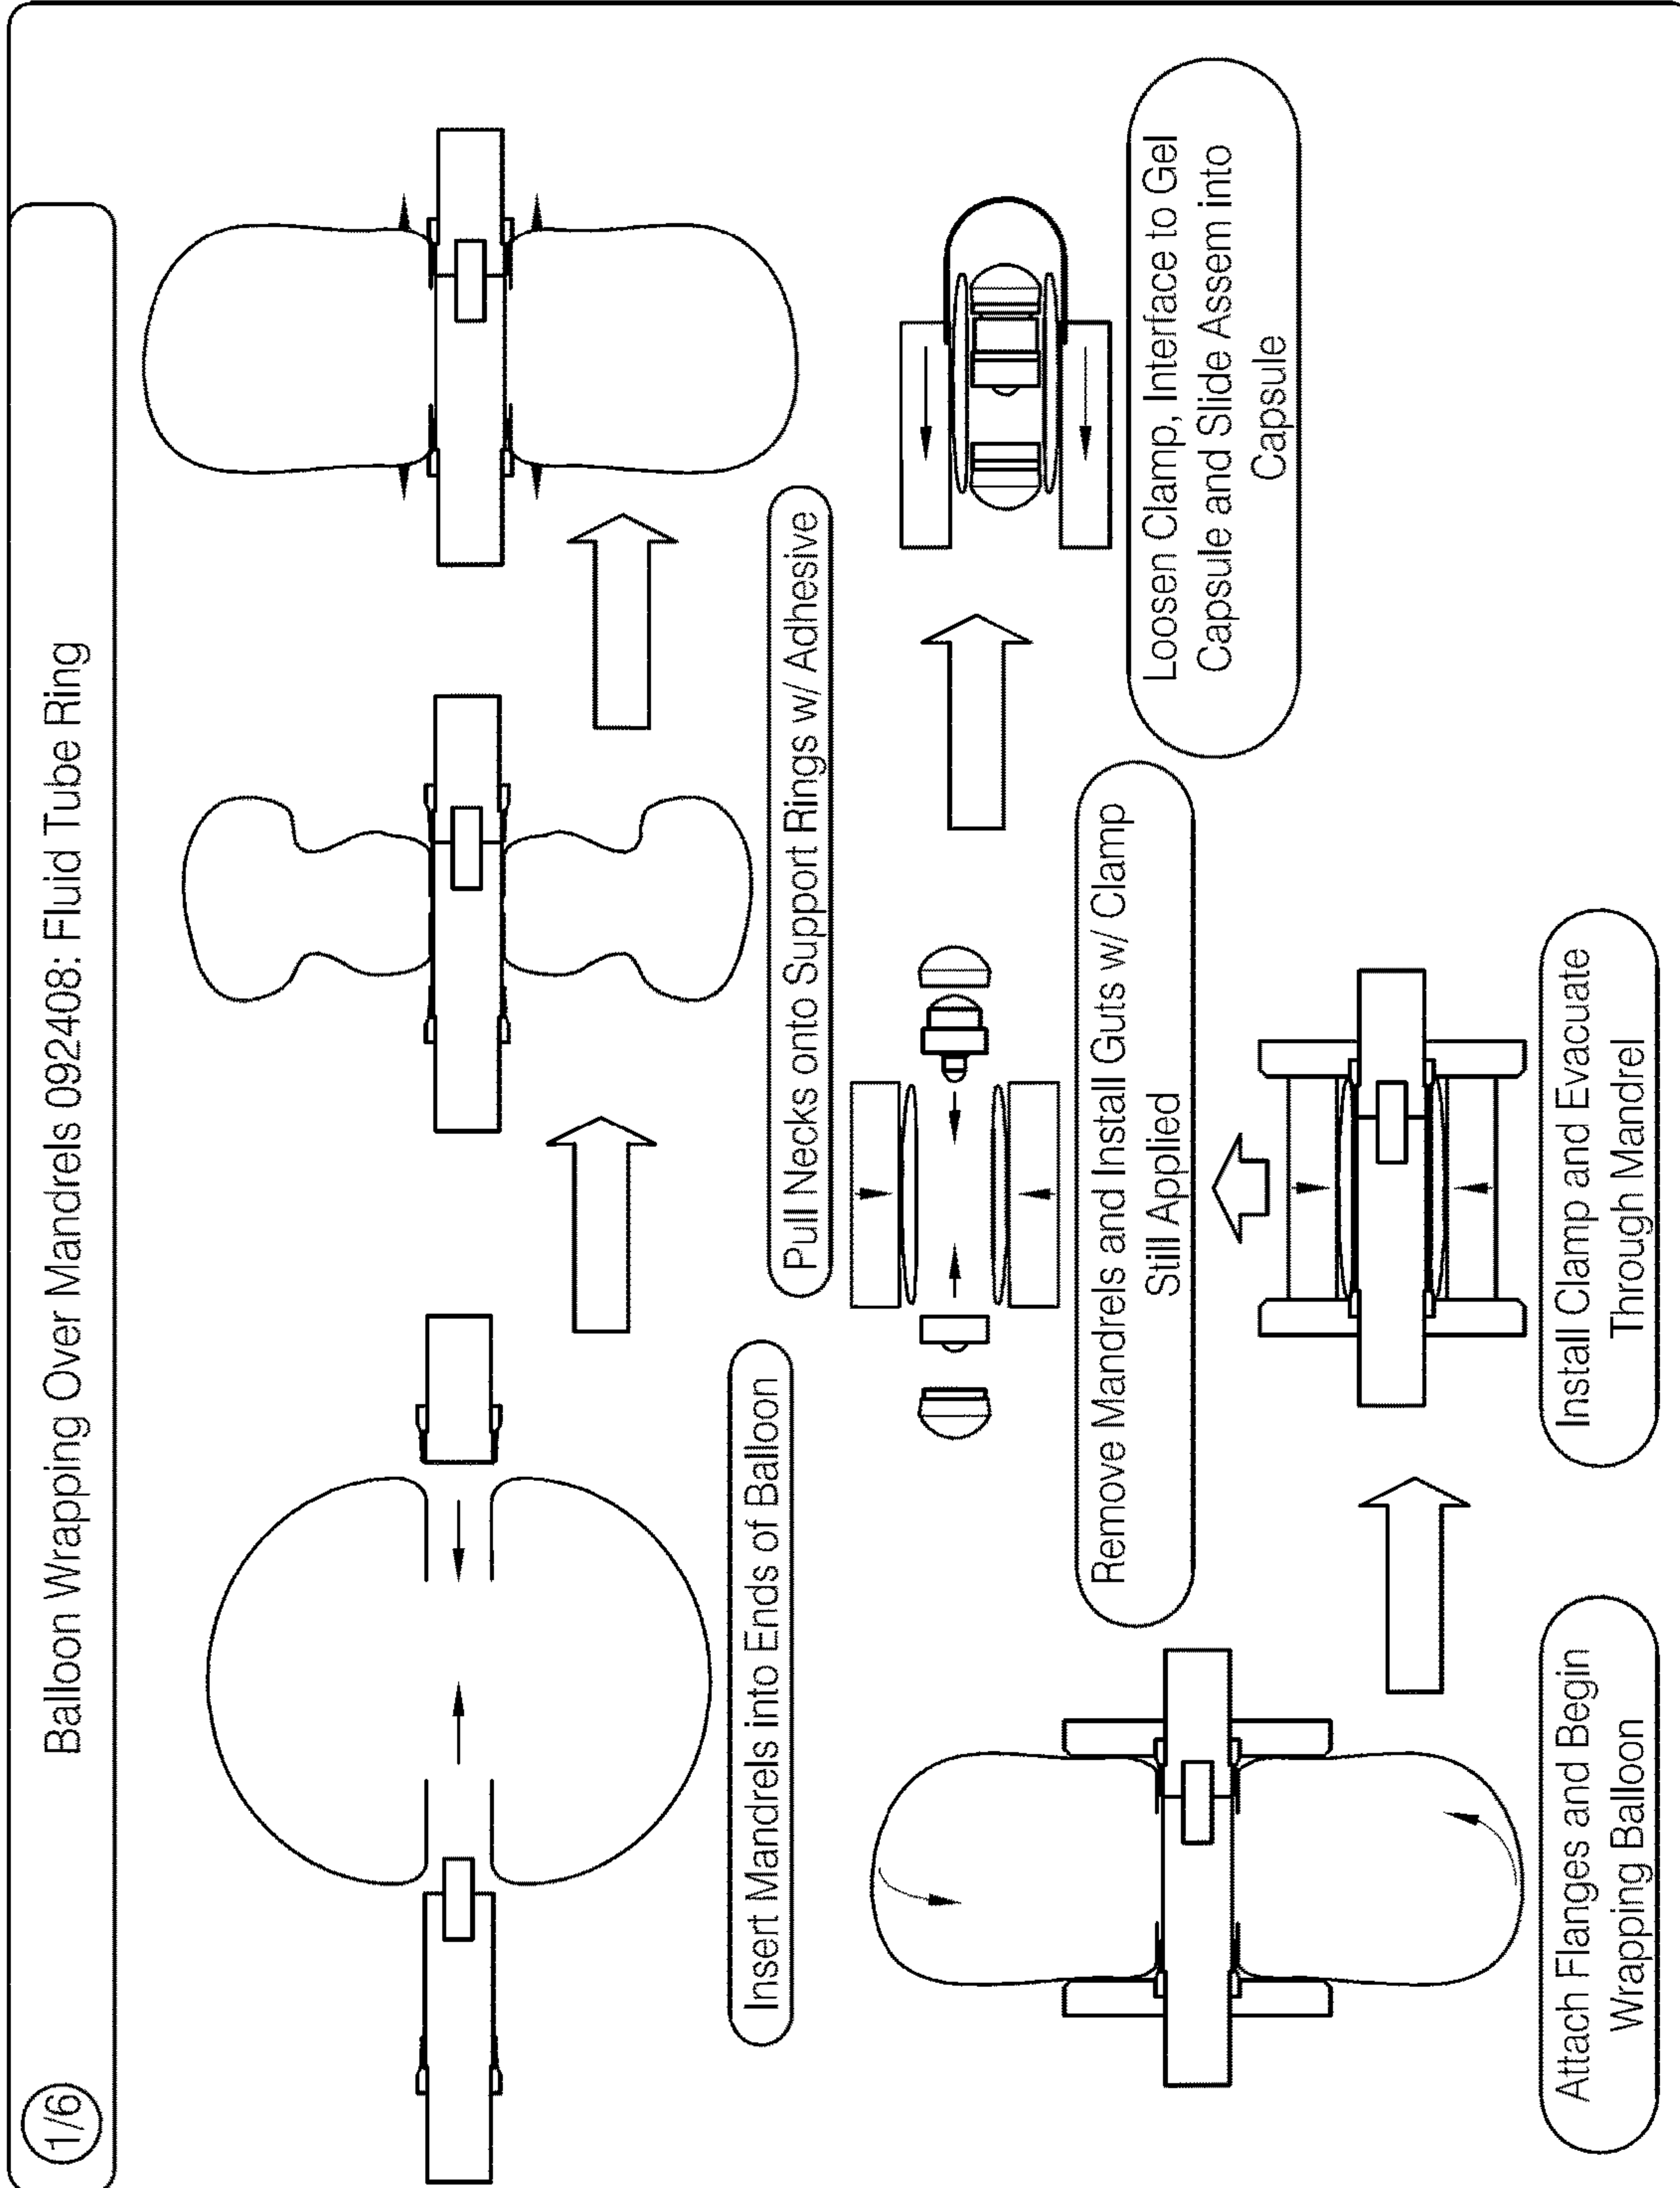 1/6
Balloon Wrapping Over Mandrels 092408: Fluid Tube Ring
Insert Mandrels into Ends of Balloon
Pull Necks onto Support Rings w/ Adhesive
Attach Flanges and Begin
Wrapping Balloon
Install Clamp and Evacuate
Through Mandrel
Remove Mandrels and Install Guts w/ Clamp
Still Applied
Loosen Clamp, Interface to Gel
Capsule and Slide Assem into
Capsule